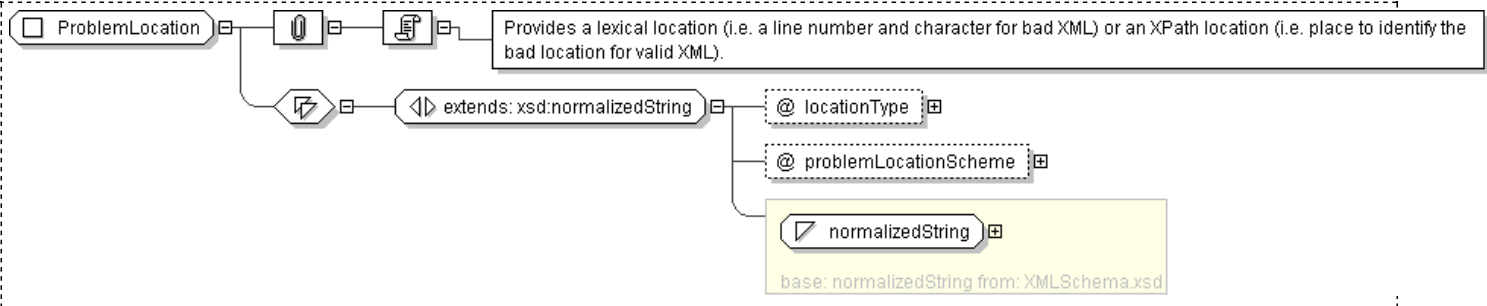 ProblemLocation
Provides a lexical location (i.e. a line number and character for bad XML) or an XPath location (i.e. place to identify the
bad location for valid XML).
extends: xsd:normalizedString
@ locationType
@ problemLocationScheme
normalizedString
base: normalizedString from: XMLSchema.xsd